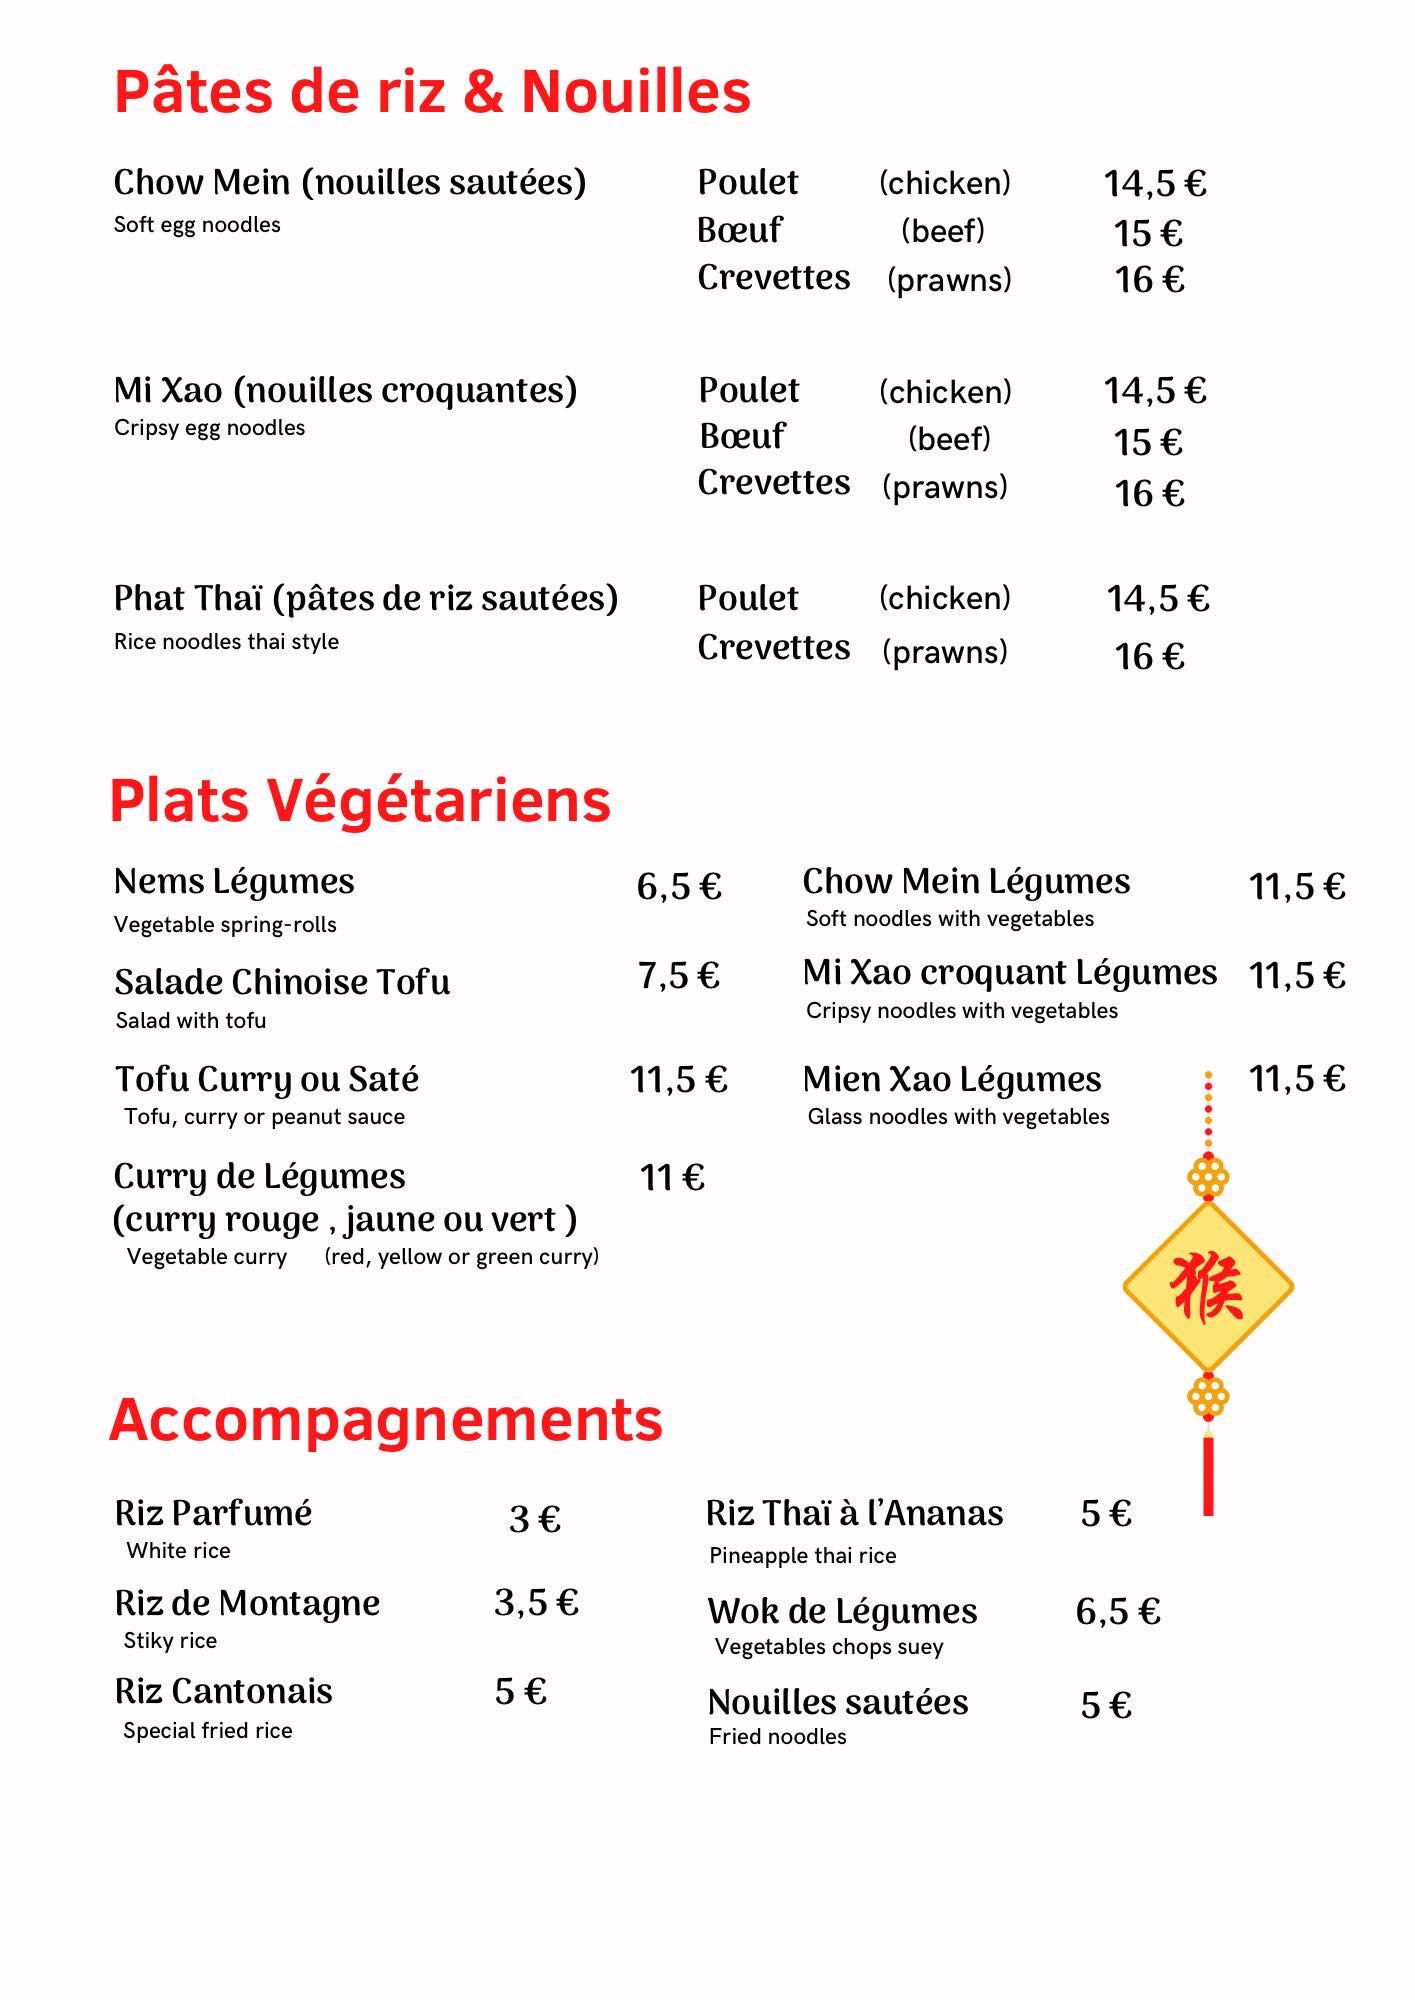 Pâtes de riz & Nouilles
Chow Mein (nouilles sautées) Poulet (chicken) 14,5 €
Soft egg noodles
Bœuf (beef) 15 €
Crevettes (prawns) 16 €
Mi Xao (nouilles croquantes) Poulet (chicken) 14,5 €
Cripsy egg noodles
Bœuf (beef) 15 €
Crevettes (prawns) 16 €
Phat Thaï (pâtes de riz sautées) Poulet (chicken) 14,5 €
Rice noodles thai style
Crevettes (prawns) 16 €
Plats Végétariens
Nems Légumes 6,5 €
Vegetable spring-rolls
Salade Chinoise Tofu 7,5 €
Salad with tofu
Tofu Curry ou Saté 11,5 €
Tofu, curry or peanut sauce
Curry de Légumes 11 €
(curry rouge , jaune ou vert )
Vegetable curry (red, yellow or green curry)
Chow Mein Légumes 11,5 €
Soft noodles with vegetables
Mi Xao croquant Légumes 11,5 €
Cripsy noodles with vegetables
Mien Xao Légumes 11,5 €
Glass noodles with vegetables
猴
Accompagnements
Riz Parfumé 3 €
White rice
Riz de Montagne 3,5 €
Stiky rice
Riz Cantonais 5 €
Special fried rice
Riz Thaï à l’Ananas 5 €
Pineapple thai rice
Wok de Légumes 6,5 €
Vegetables chops suey
Nouilles sautées 5 €
Fried noodles